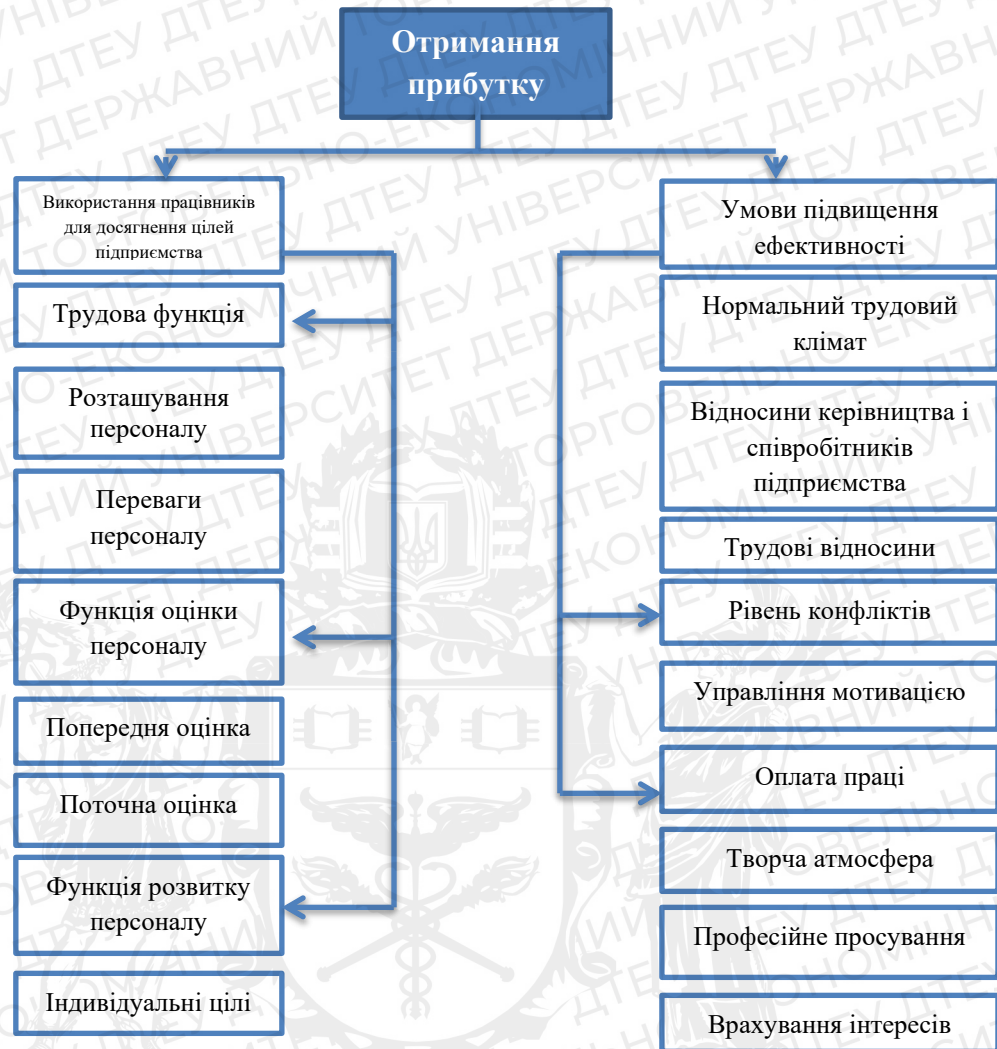 Отримання
прибутку
Використання працівників
для досягнення цілей
підприємства
Трудова функція
Розташування
персоналу
Переваги
персоналу
Функція оцінки
персоналу
Попередня оцінка
Поточна оцінка
Функція розвитку
персоналу
Індивідуальні цілі
Умови підвищення
ефективності
Нормальний трудовий
клімат
Відносини керівництва і
співробітників
підприємства
Трудові відносини
Рівень конфліктів
Управління мотивацією
Оплата праці
Творча атмосфера
Професійне просування
Врахування інтересів